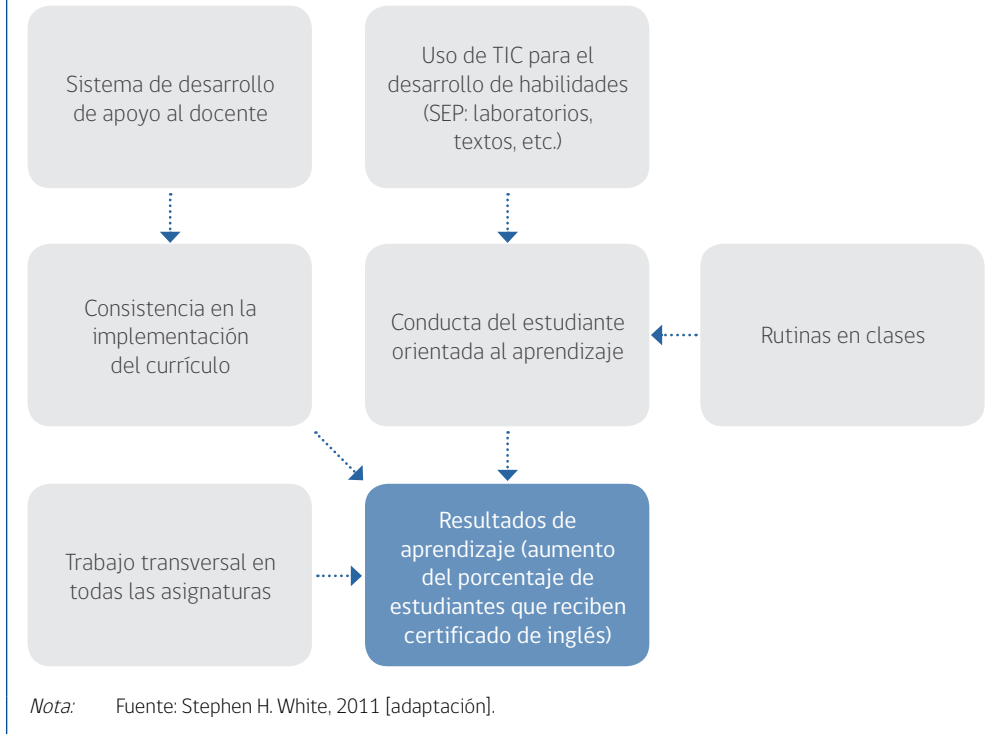 Sistema de desarrollo
de apoyo al docente
Uso de TIC para el
desarrollo de habilidades
(SEP: laboratorios,
textos, etc.)
Consistencia en la
implementación
del currículo
Conducta del estudiante
orientada al aprendizaje
Rutinas en clases
Trabajo transversal en
todas las asignaturas
Resultados de
aprendizaje (aumento
del porcentaje de
estudiantes que reciben
certificado de inglés)
Nota: Fuente: Stephen H. White, 2011 [adaptación].